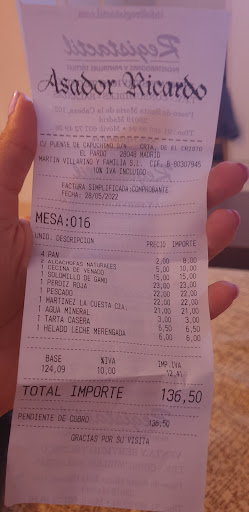 Registactil
Asador Ricardo
C/ PUENTE DE CAPUCHINO S/N CRTA. DE EL CRISTO
EL PARDO 28048 MADRID
MARTIN VILLARINO Y FAMILIA S.L. CIF. B-80307945
10% IVA INCLUIDO
FACTURA SIMPLIFICADA/COMPROBANTE
FECHA: 28/05/2022
MESA:016
UNID. DESCRIPCION PRECIO IMPORTE
4 PAN 2,00 8,00
ALCACHOFAS NATURALES 5,00
1 CECINA DE VENADO 15,00 15,00
1 SOLOMILLO DE GAMO 23,00 23,00
1 PERDIZ ROJA 22,00 22,00
1 PESCADO 22,00 22,00
1 MARTINEZ LA CUESTA Cia. 21,00 21,00
1 AGUA MINERAL 3,00 3,00
1 TARTA CASERA 6,50 6,50
1 HELADO LECHE MERENGADA 6,00 6,00
BASE %IVA IMP.IVA
124,09 10,00 12,41
TOTAL IMPORTE 136,50
PENDIENTE DE COBRO 136,50
GRACIAS POR SU VISITA